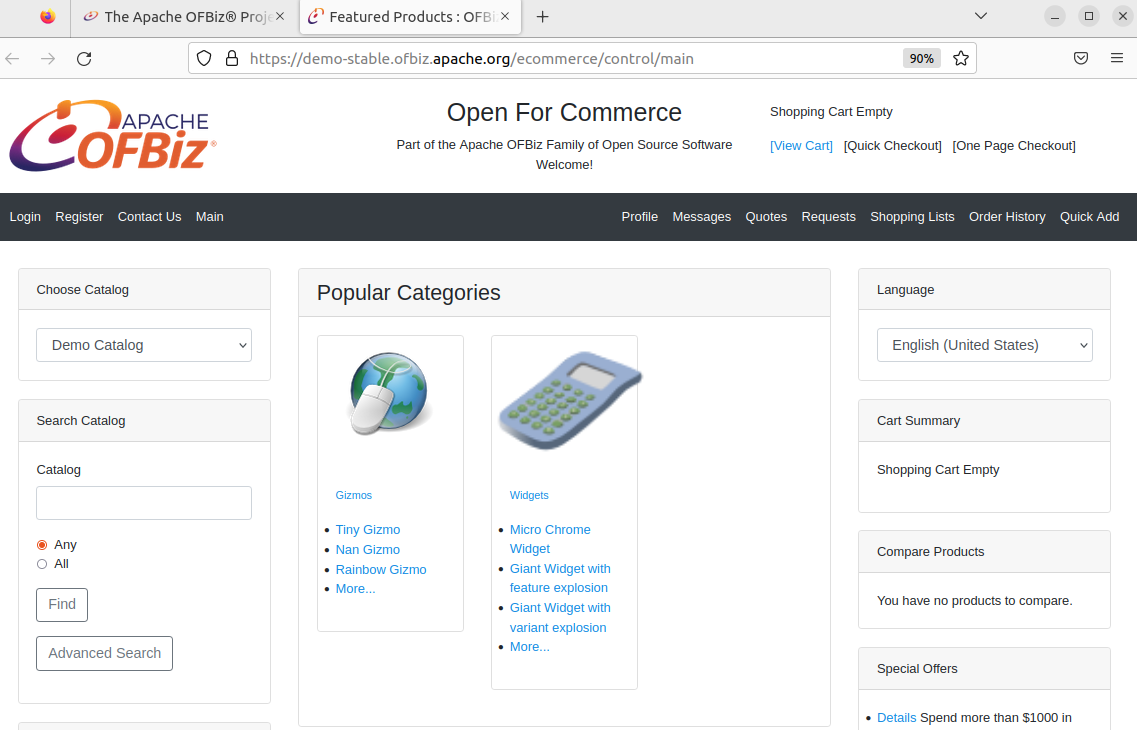 The Apache OFBiz® Proje
Featured Products : OFBi
https://demo-stable.ofbiz.apache.org/ecommerce/control/main
90%
APACHE
OFBiz®
Open For Commerce
Part of the Apache OFBiz Family of Open Source Software
Welcome!
Shopping Cart Empty
[View Cart] [Quick Checkout] [One Page Checkout]
Login Register Contact Us Main
Profile Messages Quotes Requests Shopping Lists Order History Quick Add
Choose Catalog
Demo Catalog
Search Catalog
Catalog
Any
All
Find
Advanced Search
Popular Categories
Gizmos
Tiny Gizmo
Nan Gizmo
Rainbow Gizmo
More...
Widgets
Micro Chrome
Widget
Giant Widget with
feature explosion
Giant Widget with
variant explosion
More...
Language
English (United States)
Cart Summary
Shopping Cart Empty
Compare Products
You have no products to compare.
Special Offers
Details Spend more than $1000 in